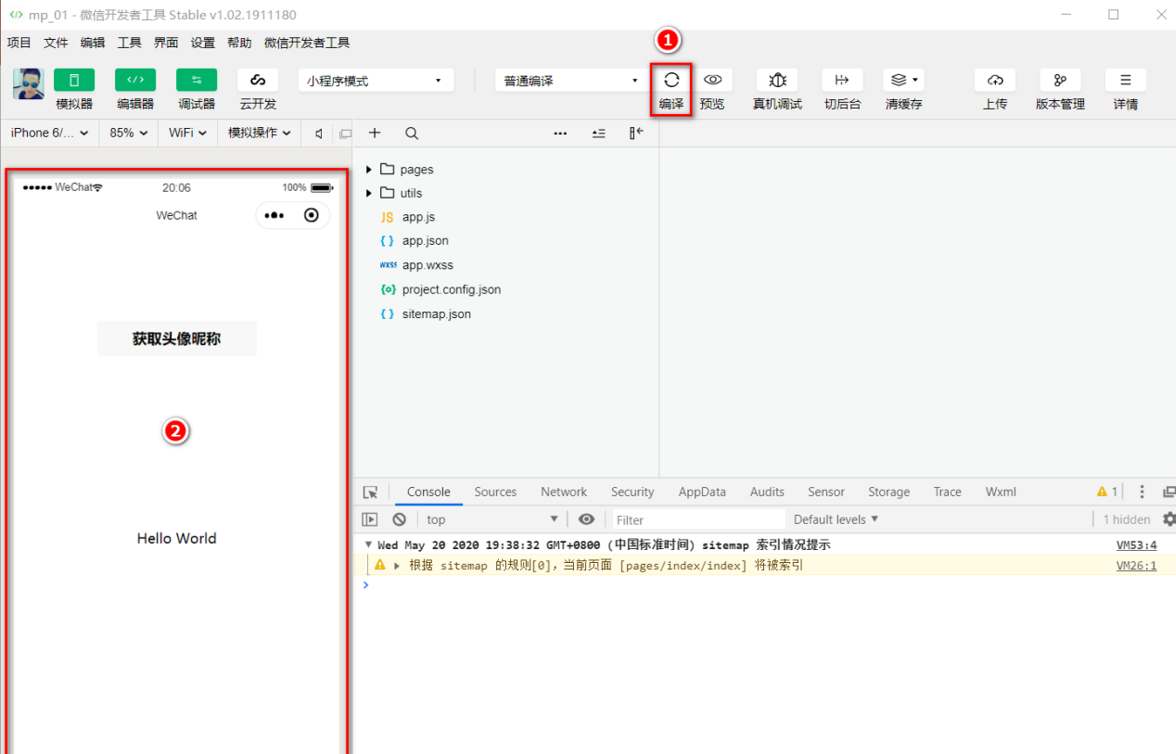 mp_01 - 微信开发者工具 Stable v1.02.1911180
项目 文件 编辑 工具 界面 设置 帮助 微信开发者工具
1
小程序模式 普通编译
模拟器 编辑器 调试器 云开发 编译 预览 真机调试 切后台 清缓存 上传 版本管理 详情
iPhone 6/... 85% WiFi 模拟操作
WeChat 20:06 100%
WeChat
获取头像昵称
2
Hello World
pages
utils
JS app.js
{ } app.json
wxss app.wxss
{o} project.config.json
{ } sitemap.json
Console Sources Network Security AppData Audits Sensor Storage Trace Wxml 1
top Filter Default levels 1 hidden
Wed May 20 2020 19:38:32 GMT+0800 (中国标准时间) sitemap 索引情况提示 VM53:4
根据 sitemap 的规则[0]，当前页面 [pages/index/index] 将被索引 VM26:1